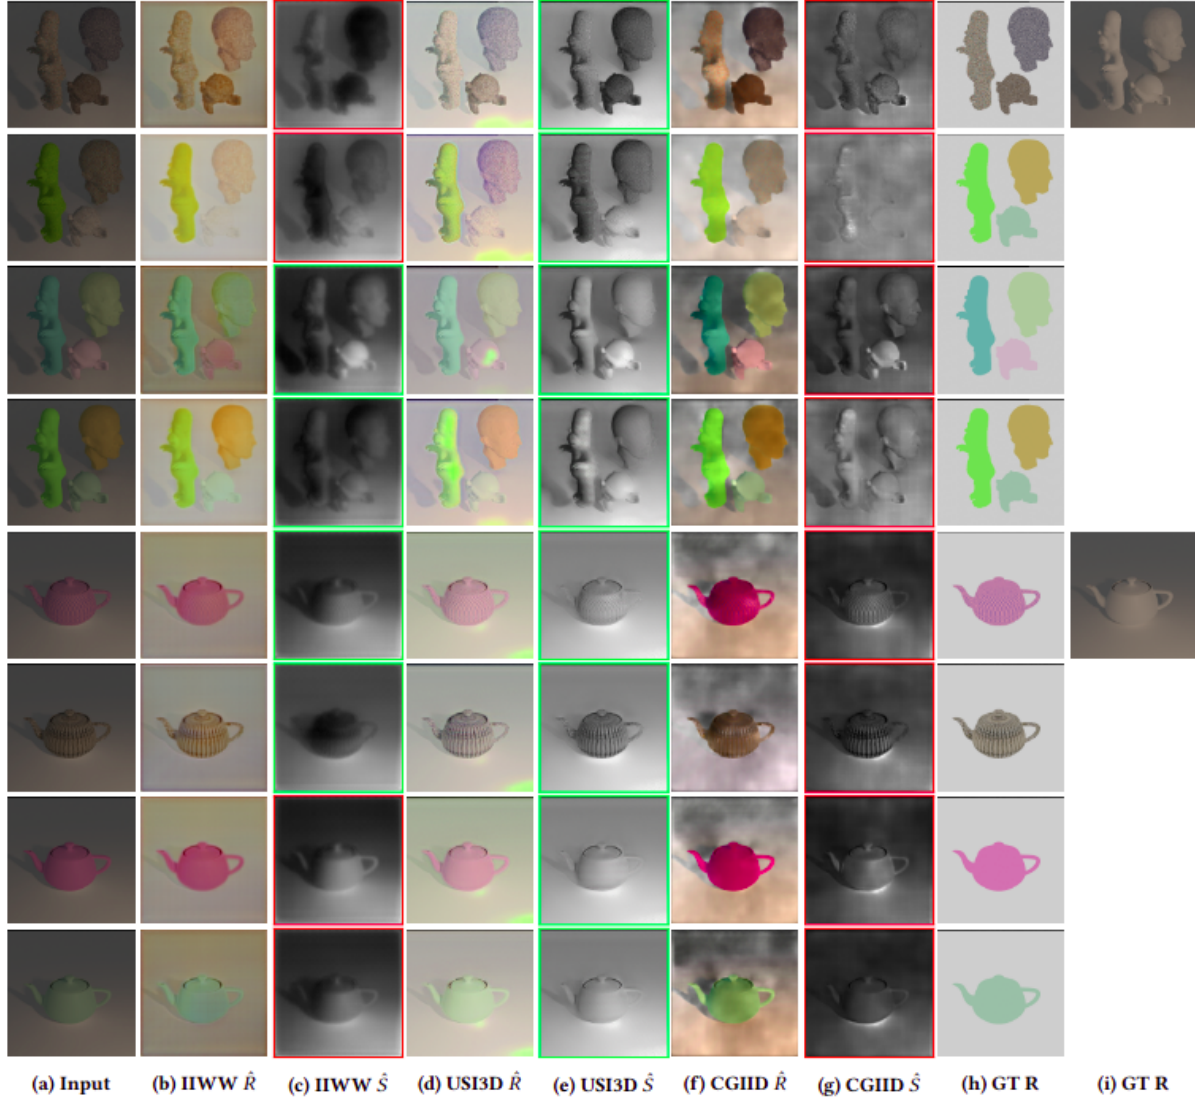 (a) Input (b) IIWW R̂ (c) IIWW Ŝ (d) USI3D R̂ (e) USI3D Ŝ (f) CGIID R̂ (g) CGIID Ŝ (h) GT R (i) GT R